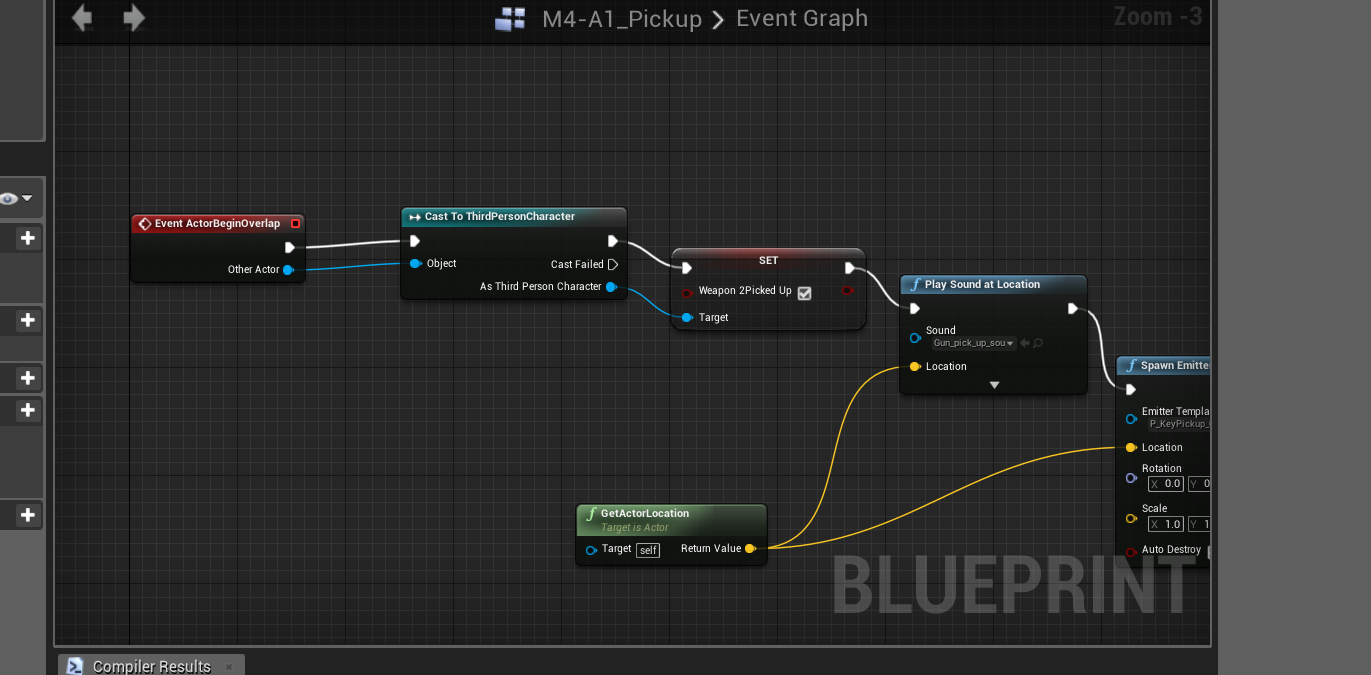 M4-A1_Pickup > Event Graph
Zoom -3
Event ActorBeginOverlap
Other Actor
Cast To ThirdPersonCharacter
Object
Cast Failed
As Third Person Character
SET
Weapon 2Picked Up
Target
Play Sound at Location
Sound
Gun_pick_up_sou
Location
Spawn Emitte
Emitter Templa
P_KeyPickup_
Location
Rotation
X 0.0 Y 0
Scale
X 1.0 Y 1
Auto Destroy
GetActorLocation
Target is Actor
Target self Return Value
BLUEPRINT
Compiler Results